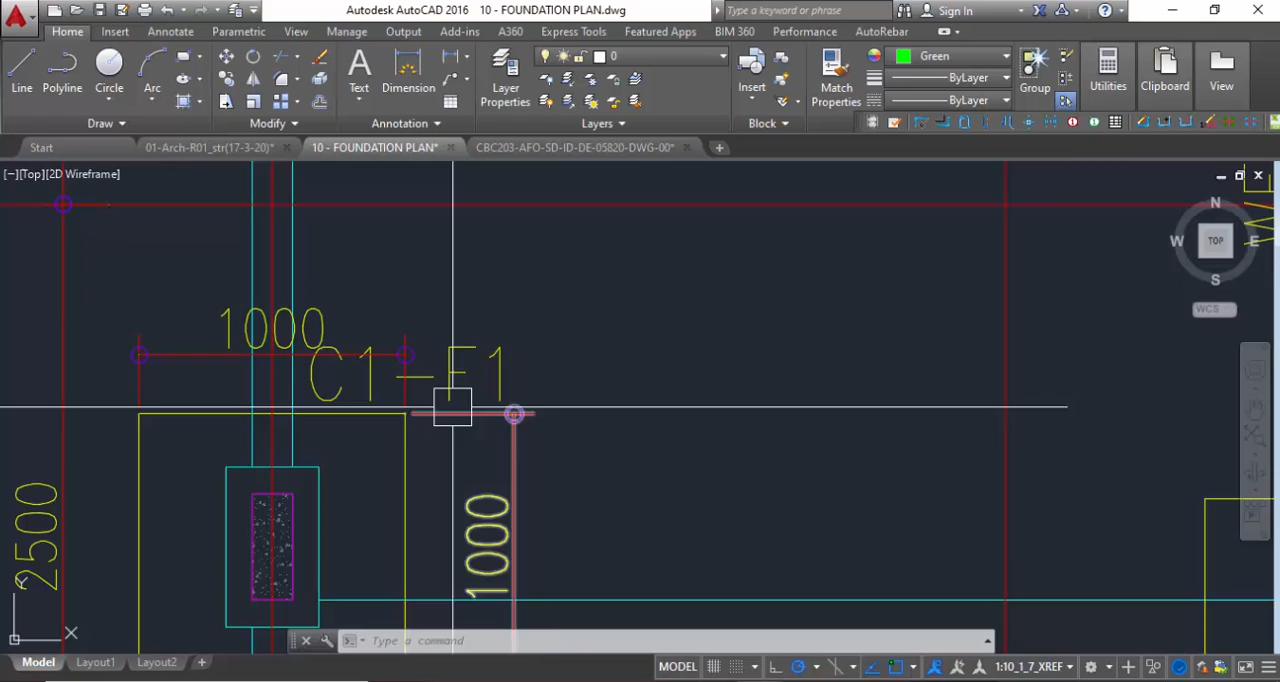 Autodesk AutoCAD 2016 10 - FOUNDATION PLAN.dwg
Type a keyword or phrase
Sign In
Home Insert Annotate Parametric View Manage Output Add-ins A360 Express Tools Featured Apps BIM 360 Performance AutoRebar
Line Polyline Circle Arc
Text Dimension
Layer Properties
0
Insert
Match Properties
Green
ByLayer
ByLayer
Group Utilities Clipboard View
Draw Modify Annotation Layers Block
Start 01-Arch-R01_str(17-3-20)* 10 - FOUNDATION PLAN* CBC203-AFO-SD-ID-DE-05820-DWG-00*
[−][Top][2D Wireframe]
N
W TOP E
S
WCS
1000
C1-F1
1000
2500
Y
X
Type a command
Model Layout1 Layout2
MODEL
1:10_1_7_XREF